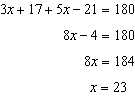 3x + 17 + 5x − 21 = 180
8x − 4 = 180
8x = 184
x = 23